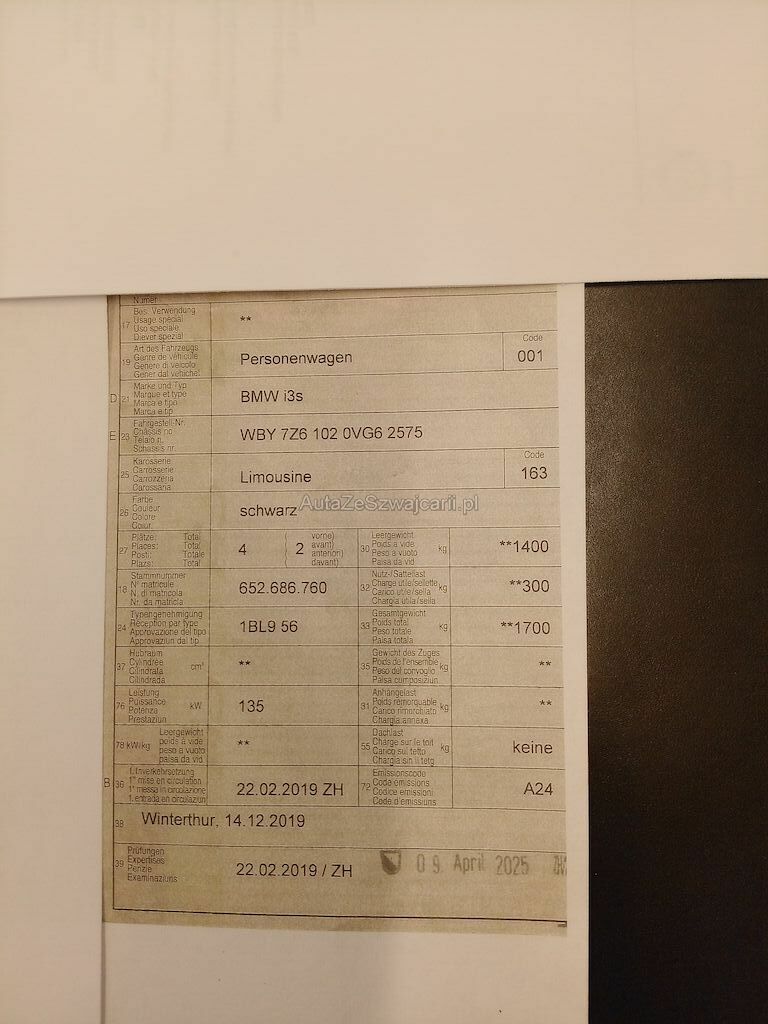 Numer
17 Bes. Verwendung
Usage spécial
Uso speciale
Diever spezial
**
19 Art des Fahrzeugs
Genre de véhicule
Genere di veicolo
Gener dal vehichel
Personenwagen
Code
001
D 21 Marke und Typ
Marque et type
Marca e tipo
Marca e tip
BMW i3s
E 23 Fahrgestell-Nr.
Châssis no
Telaio n.
Schassis nr.
WBY 7Z6 102 0VG6 2575
25 Karosserie
Carrosserie
Carrozzeria
Carossaria
Limousine
Code
163
26 Farbe
Couleur
Colore
Colur
schwarz
AutaZeSzwajcarii.pl
27 Plätze: Total
Places: Total
Posti: Totale
Plazs: Total
4
( 2 vorne)
avant)
anteriori)
davant)
30 Leergewicht
Poids à vide
Peso a vuoto
Paisa da vid
kg
**1400
18 Stammnummer
N° matricule
N. di matricola
Nr. da matricla
652.686.760
32 Nutz-/Sattellast
Charge utile/sellette
Carico utile/sella
Chargia utila/sella
kg
**300
24 Typengenehmigung
Réception par type
Approvazione del tipo
Approvaziun dal tip
1BL9 56
33 Gesamtgewicht
Poids total
Peso totale
Paisa totala
kg
**1700
37 Hubraum
Cylindrée
Cilindrata
Cilindrada
cm³
**
35 Gewicht des Zuges
Poids de l'ensemble
Peso del convoglio
Paisa cumposiziun
kg
**
76 Leistung
Puissance
Potenza
Prestaziun
kW
135
31 Anhängelast
Poids remorquable
Carico rimorchiato
Chargia annexa
kg
**
78 kW/kg Leergewicht
poids à vide
peso a vuoto
paisa da vid
**
55 Dachlast
Charge sur le toit
Carico sul tetto
Chargia sin il tetg
kg
keine
B 36 1. Inverkehrsetzung
1re mise en circulation
1a messa in circolazione
1. entrada en circulaziun
22.02.2019 ZH
72 Emissionscode
Code émissions
Codice emissioni
Code d'emissiuns
A24
38 Winterthur, 14.12.2019
39 Prüfungen
Expertises
Perizie
Examinaziuns
22.02.2019 / ZH
09. April 2025